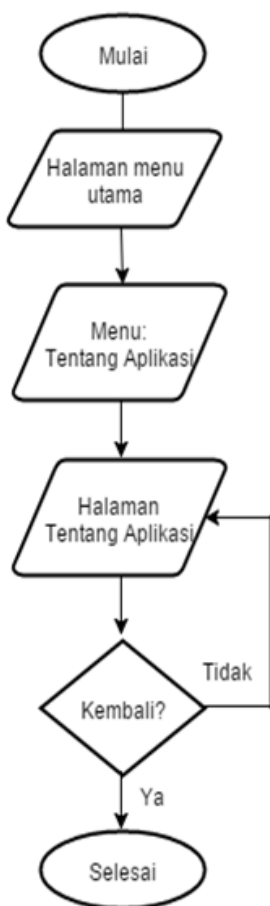 Mulai
Halaman menu
utama
Menu:
Tentang Aplikasi
Halaman
Tentang Aplikasi
Tidak
Kembali?
Ya
Selesai